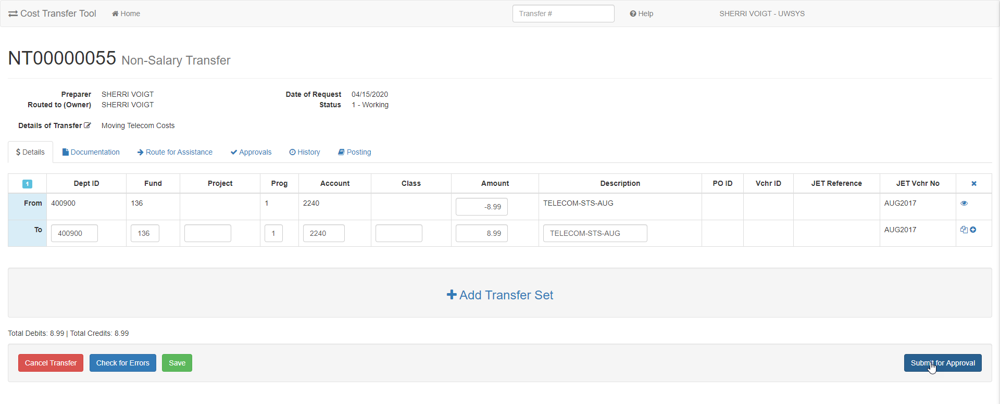 Cost Transfer Tool Home Transfer # Help SHERRI VOIGT - UWSYS
NT00000055 Non-Salary Transfer
Preparer SHERRI VOIGT Date of Request 04/15/2020
Routed to (Owner) SHERRI VOIGT Status 1 - Working
Details of Transfer Moving Telecom Costs
$ Details Documentation Route for Assistance Approvals History Posting
1 Dept ID Fund Project Prog Account Class Amount Description PO ID Vchr ID JET Reference JET Vchr No
From 400900 136 1 2240 -8.99 TELECOM-STS-AUG AUG2017
To 400900 136 1 2240 8.99 TELECOM-STS-AUG AUG2017
Add Transfer Set
Total Debits: 8.99 | Total Credits: 8.99
Cancel Transfer Check for Errors Save Submit for Approval